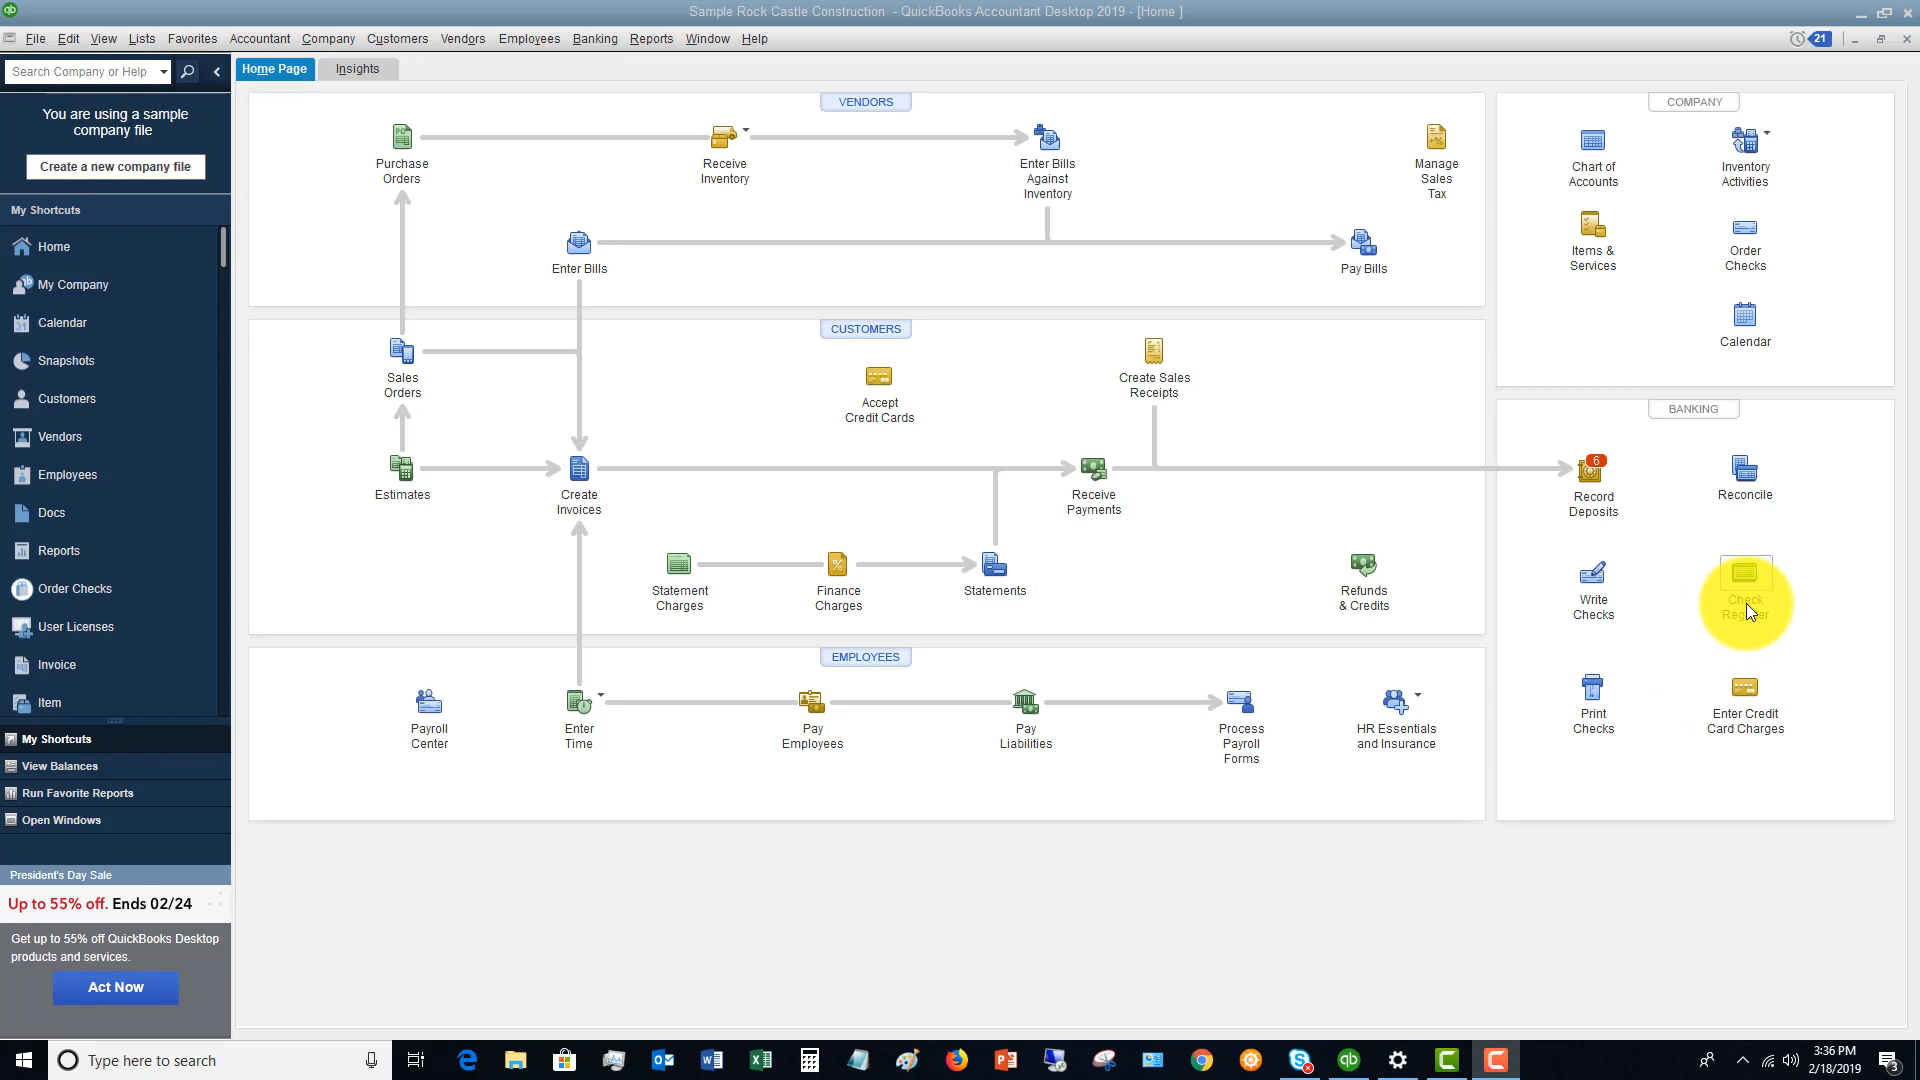 Sample Rock Castle Construction - QuickBooks Accountant Desktop 2019 - [Home ]
File Edit View Lists Favorites Accountant Company Customers Vendors Employees Banking Reports Window Help
21
Search Company or Help
Home Page
Insights
You are using a sample
company file
Create a new company file
My Shortcuts
Home
My Company
Calendar
Snapshots
Customers
Vendors
Employees
Docs
Reports
Order Checks
User Licenses
Invoice
Item
My Shortcuts
View Balances
Run Favorite Reports
Open Windows
President's Day Sale
Up to 55% off. Ends 02/24
Get up to 55% off QuickBooks Desktop
products and services.
Act Now
VENDORS
Purchase
Orders
Receive
Inventory
Enter Bills
Against
Inventory
Manage
Sales
Tax
Enter Bills
Pay Bills
CUSTOMERS
Sales
Orders
Accept
Credit Cards
Create Sales
Receipts
Estimates
Create
Invoices
Receive
Payments
Statement
Charges
Finance
Charges
Statements
Refunds
& Credits
EMPLOYEES
Payroll
Center
Enter
Time
Pay
Employees
Pay
Liabilities
Process
Payroll
Forms
HR Essentials
and Insurance
COMPANY
Chart of
Accounts
Inventory
Activities
Items &
Services
Order
Checks
Calendar
BANKING
6
Record
Deposits
Reconcile
Write
Checks
Check
Register
Print
Checks
Enter Credit
Card Charges
Type here to search
3:36 PM
2/18/2019
3